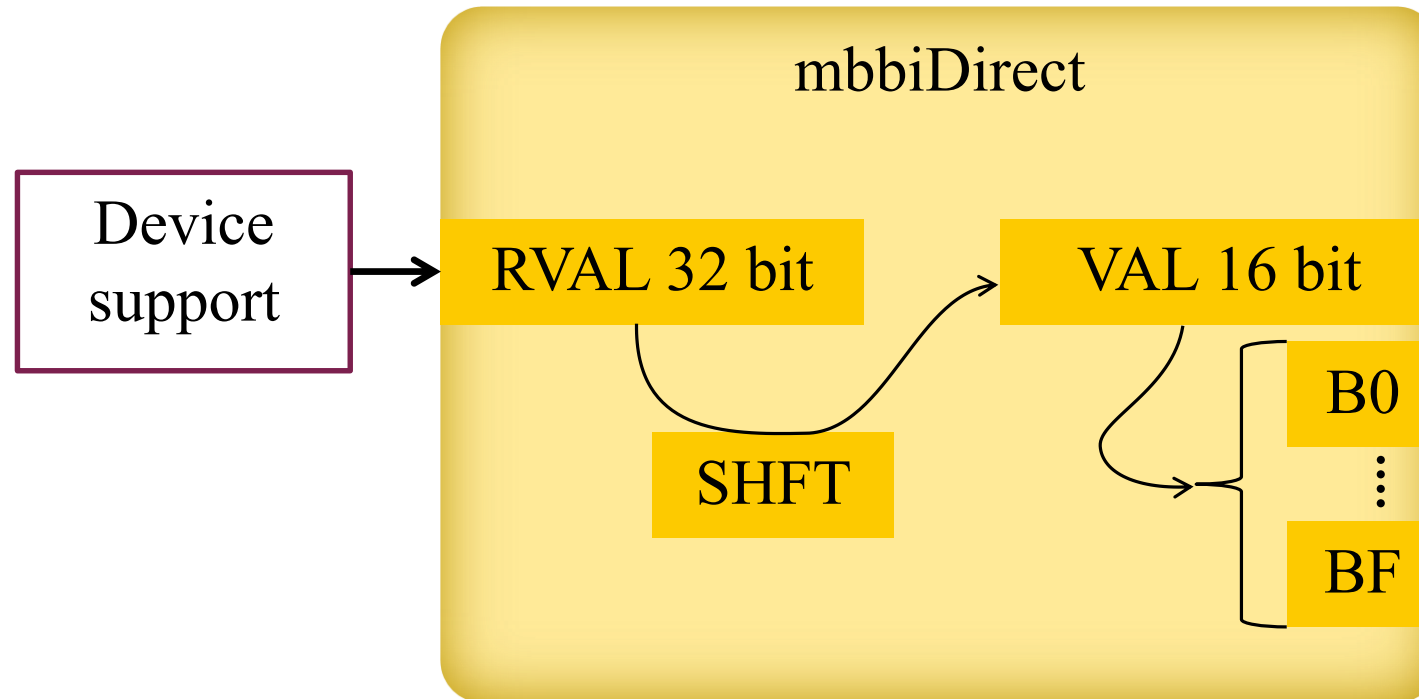 mbbiDirect
Device
support
RVAL 32 bit
VAL 16 bit
SHFT
B0
BF